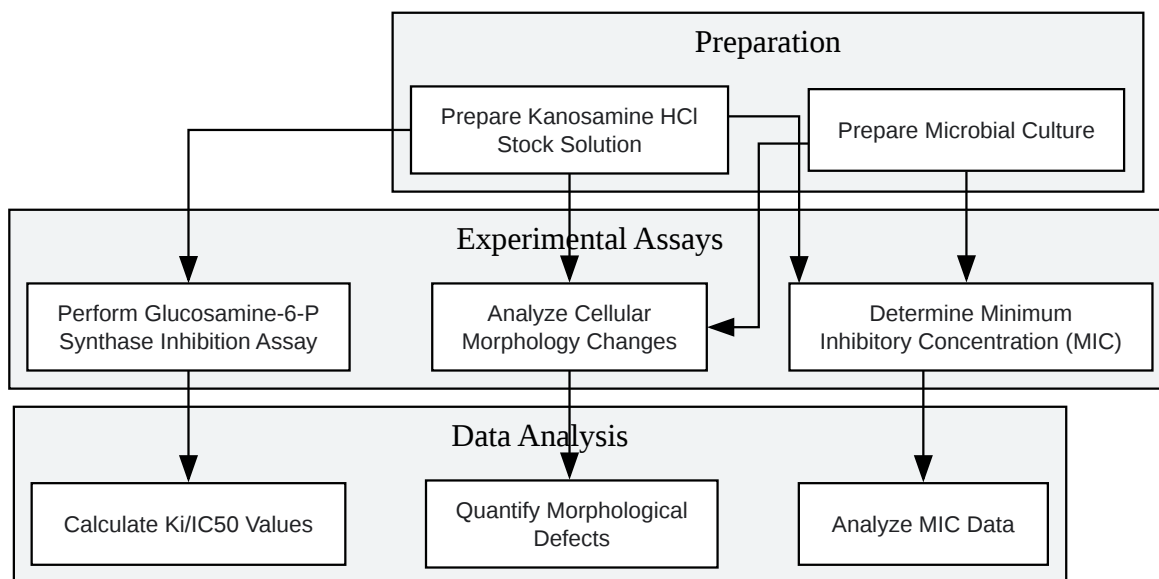 Preparation
Prepare Kanosamine HCl
Stock Solution
Prepare Microbial Culture
Experimental Assays
Perform Glucosamine-6-P
Synthase Inhibition Assay
Analyze Cellular
Morphology Changes
Determine Minimum
Inhibitory Concentration (MIC)
Data Analysis
Calculate Ki/IC50 Values
Quantify Morphological
Defects
Analyze MIC Data